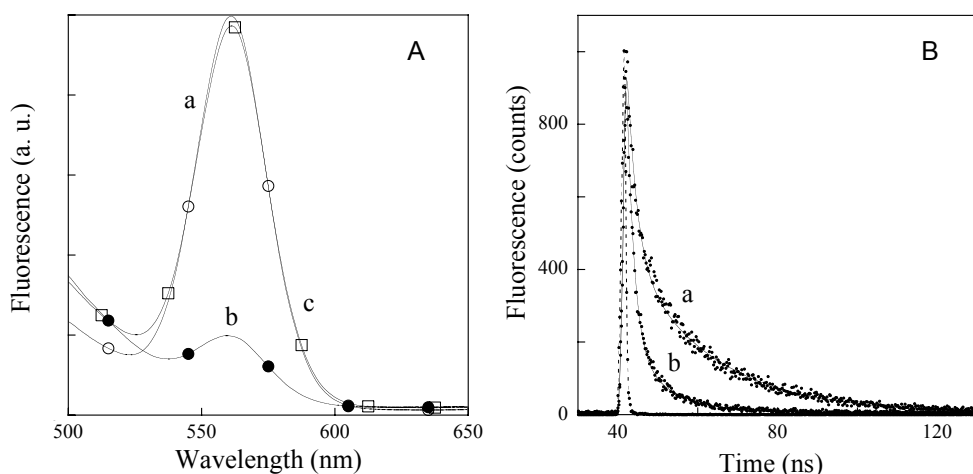 A
a
b
c
Fluorescence (a. u.)
500 550 600 650
Wavelength (nm)
B
a
b
Fluorescence (counts)
800
400
0
40 80 120
Time (ns)